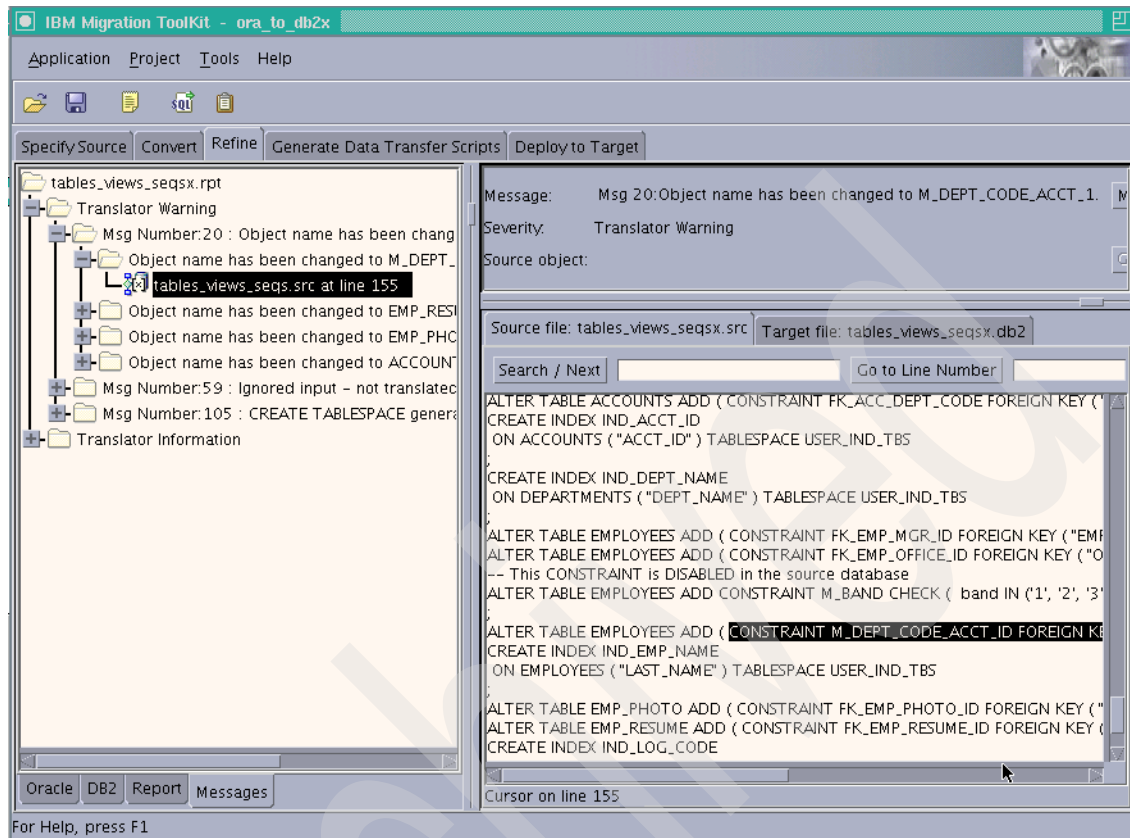 IBM Migration ToolKit - ora_to_db2x
Application Project Tools Help
SQL
Specify Source Convert Refine Generate Data Transfer Scripts Deploy to Target
tables_views_seqsx.rpt
Translator Warning
Msg Number:20 : Object name has been chang
Object name has been changed to M_DEPT_
tables_views_seqs.src at line 155
Object name has been changed to EMP_RESU
Object name has been changed to EMP_PHC
Object name has been changed to ACCOUNT
Msg Number:59 : Ignored input - not translated
Msg Number:105 : CREATE TABLESPACE genera
Translator Information
Oracle DB2 Report Messages
Message: Msg 20:Object name has been changed to M_DEPT_CODE_ACCT_1. M
Severity: Translator Warning
Source object: G
Source file: tables_views_seqsx.src Target file: tables_views_seqsx.db2
Search / Next Go to Line Number
ALTER TABLE ACCOUNTS ADD ( CONSTRAINT FK_ACC_DEPT_CODE FOREIGN KEY ("
CREATE INDEX IND_ACCT_ID
ON ACCOUNTS ( "ACCT_ID" ) TABLESPACE USER_IND_TBS
;
CREATE INDEX IND_DEPT_NAME
ON DEPARTMENTS ( "DEPT_NAME" ) TABLESPACE USER_IND_TBS
;
ALTER TABLE EMPLOYEES ADD ( CONSTRAINT FK_EMP_MGR_ID FOREIGN KEY ( "EMP
ALTER TABLE EMPLOYEES ADD ( CONSTRAINT FK_EMP_OFFICE_ID FOREIGN KEY ( "O
-- This CONSTRAINT is DISABLED in the source database
ALTER TABLE EMPLOYEES ADD CONSTRAINT M_BAND CHECK ( band IN ('1', '2', '3'
;
ALTER TABLE EMPLOYEES ADD ( CONSTRAINT M_DEPT_CODE_ACCT_ID FOREIGN KE
CREATE INDEX IND_EMP_NAME
ON EMPLOYEES ( "LAST_NAME" ) TABLESPACE USER_IND_TBS
;
ALTER TABLE EMP_PHOTO ADD ( CONSTRAINT FK_EMP_PHOTO_ID FOREIGN KEY ( "
ALTER TABLE EMP_RESUME ADD ( CONSTRAINT FK_EMP_RESUME_ID FOREIGN KEY (
CREATE INDEX IND_LOG_CODE
Cursor on line 155
For Help, press F1